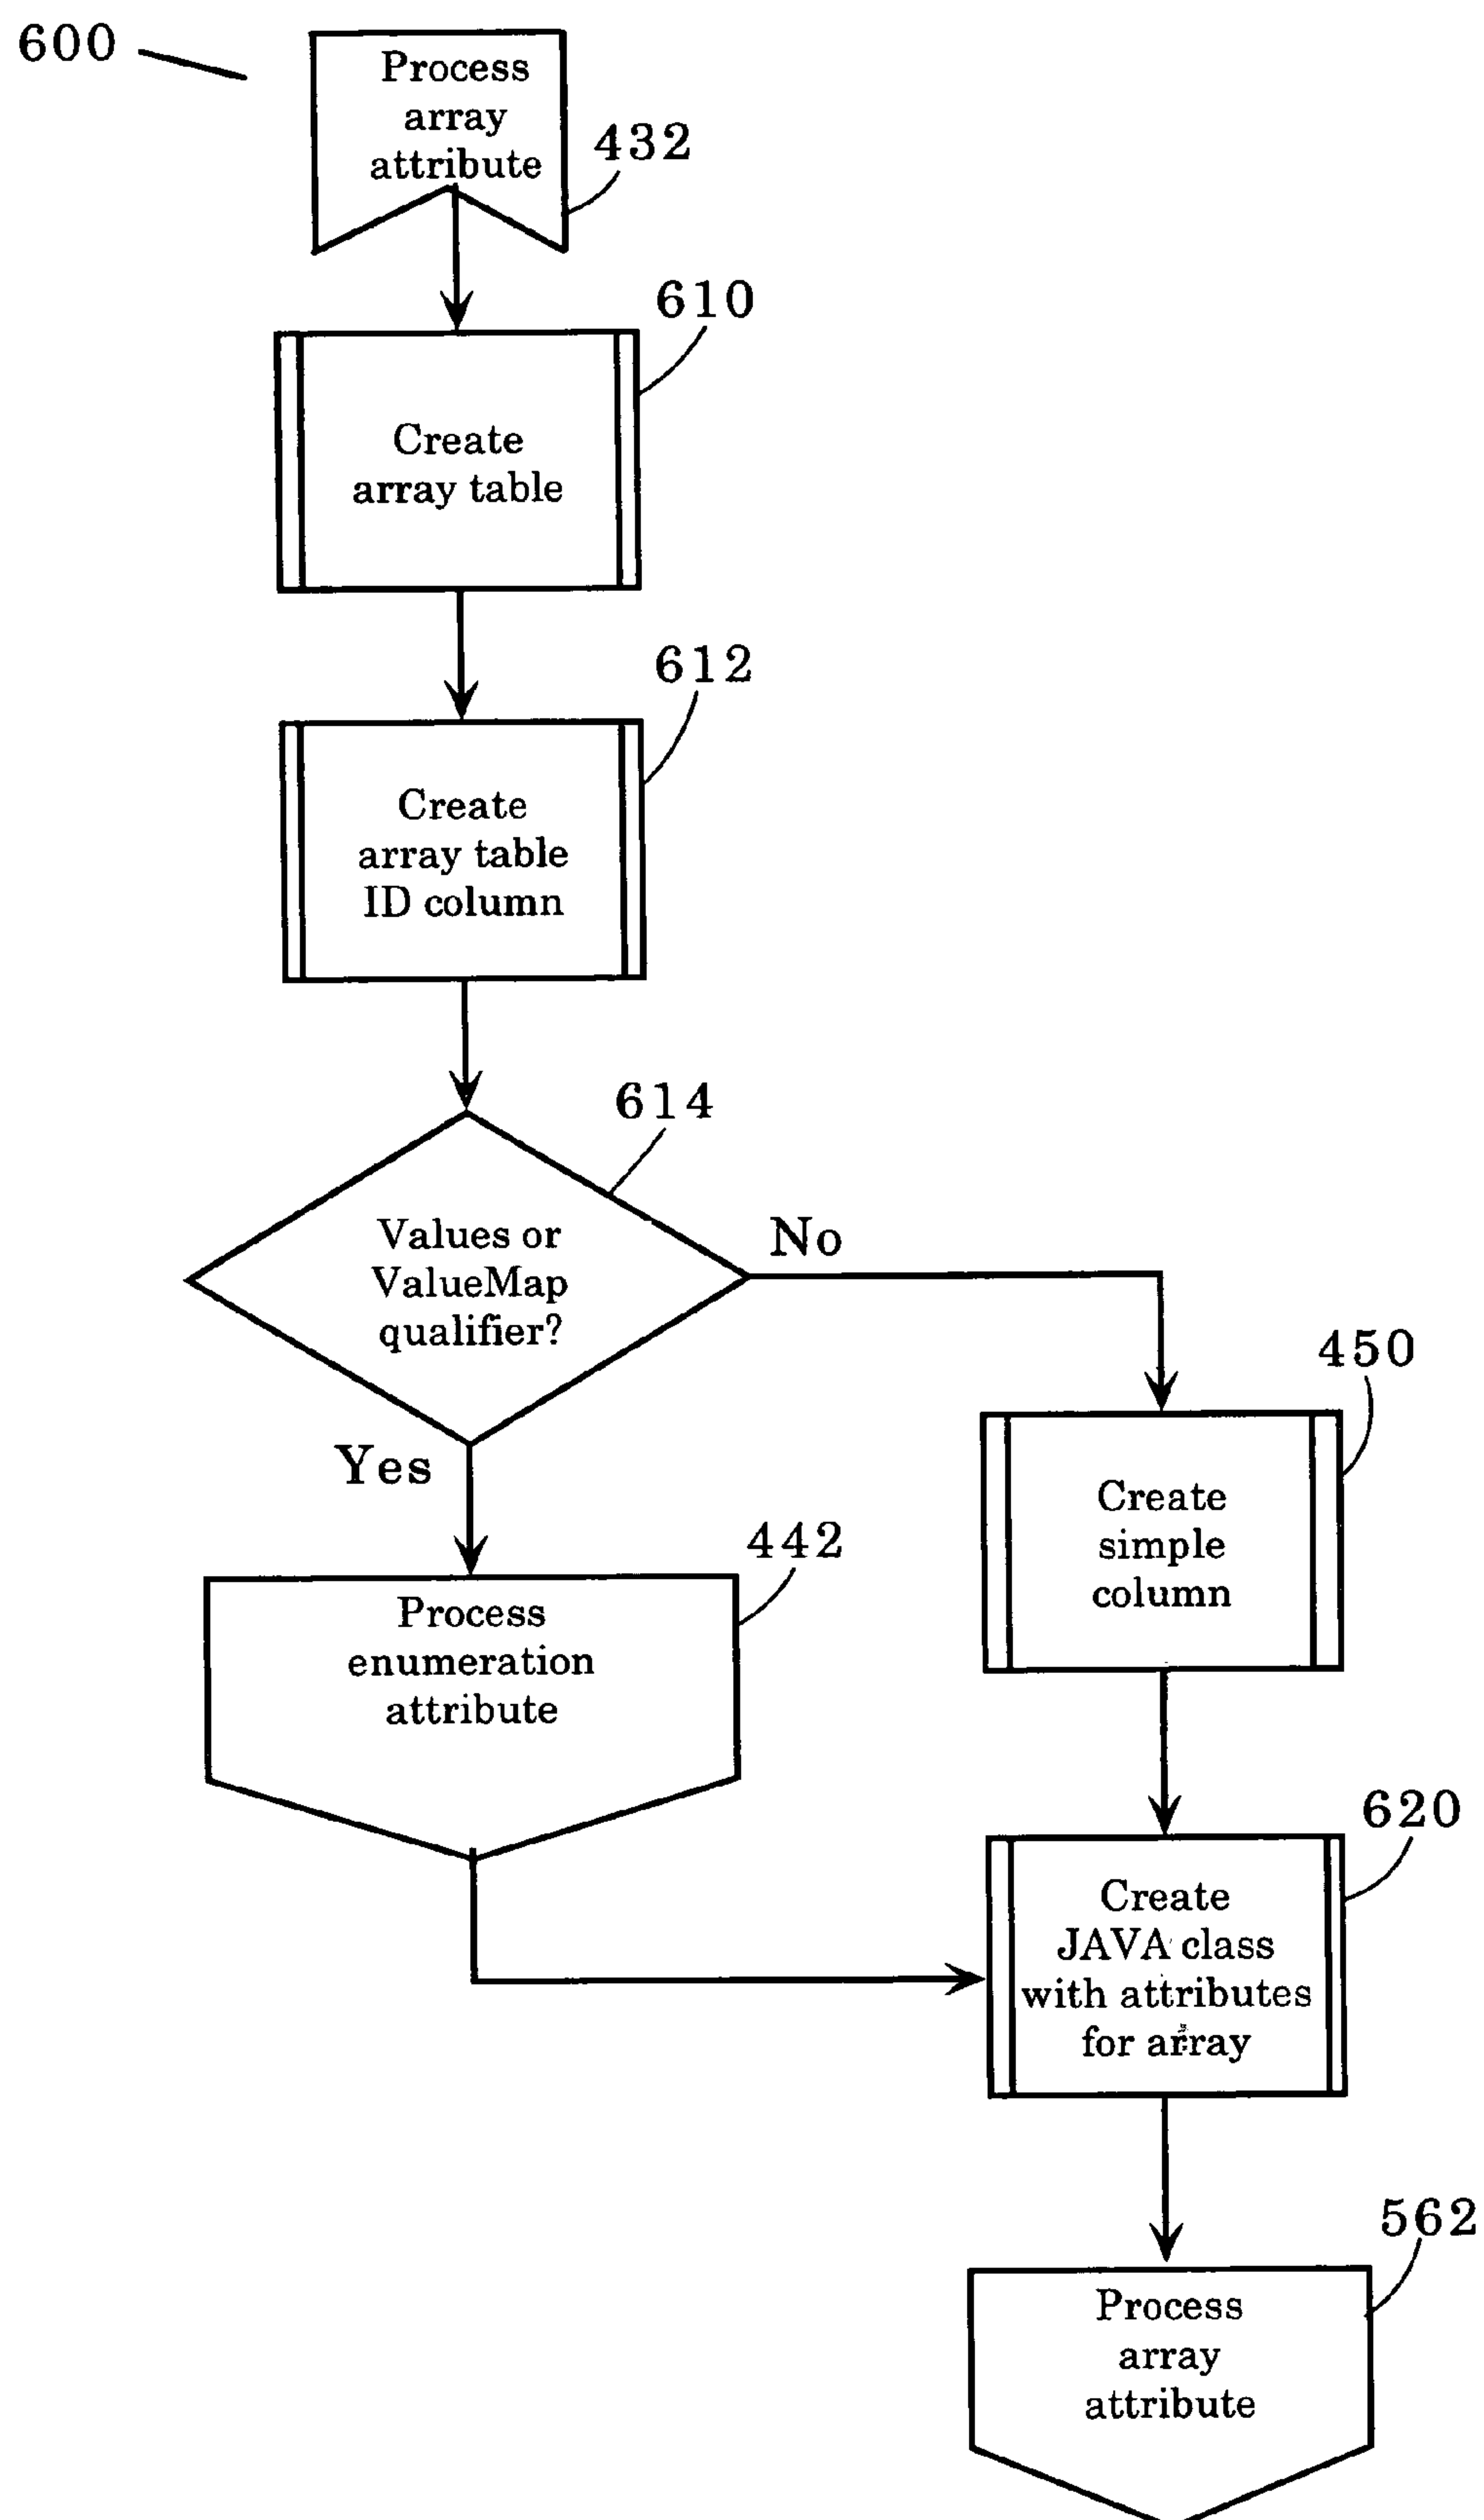 600
Process
array
attribute
432
610
Create
array table
612
Create
array table
ID column
614
Values or
ValueMap
qualifier?
No
Yes
450
Create
simple
column
442
Process
enumeration
attribute
620
Create
JAVA class
with attributes
for array
562
Process
array
attribute